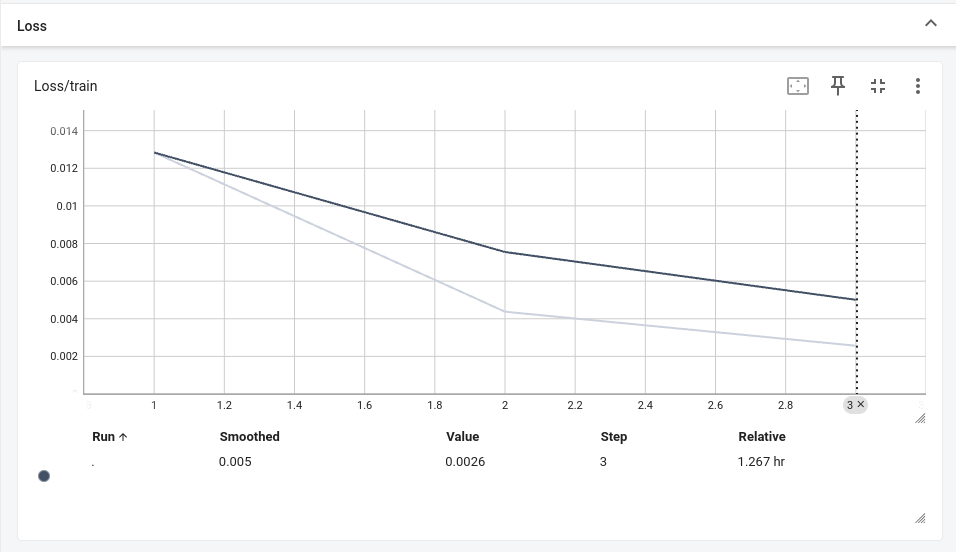 Loss
Loss/train
0.014
0.012
0.01
0.008
0.006
0.004
0.002
1 1.2 1.4 1.6 1.8 2 2.2 2.4 2.6 2.8 3 ×
Run ↑ Smoothed Value Step Relative
. 0.005 0.0026 3 1.267 hr